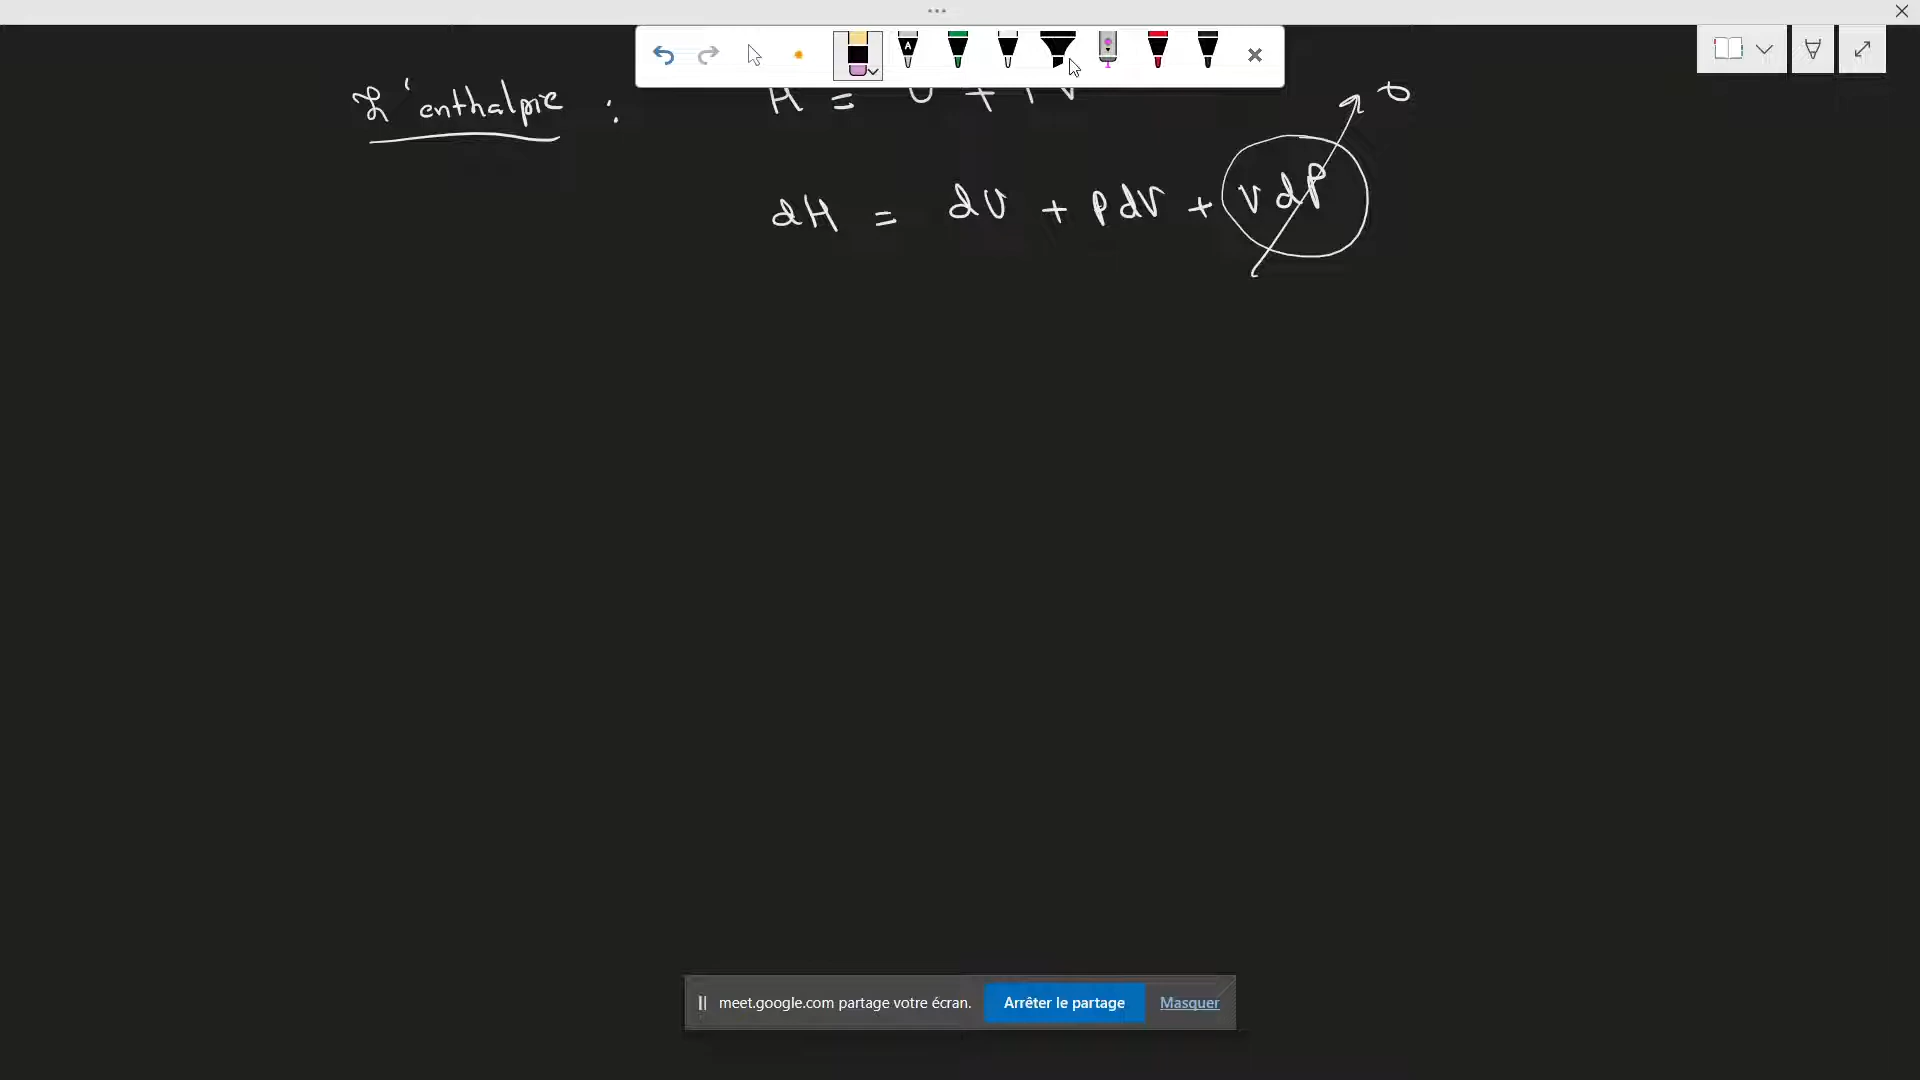 L'enthalpie : H = U + PV
0
dH = dU + PdV + VdP
A
meet.google.com partage votre écran. Arrêter le partage Masquer